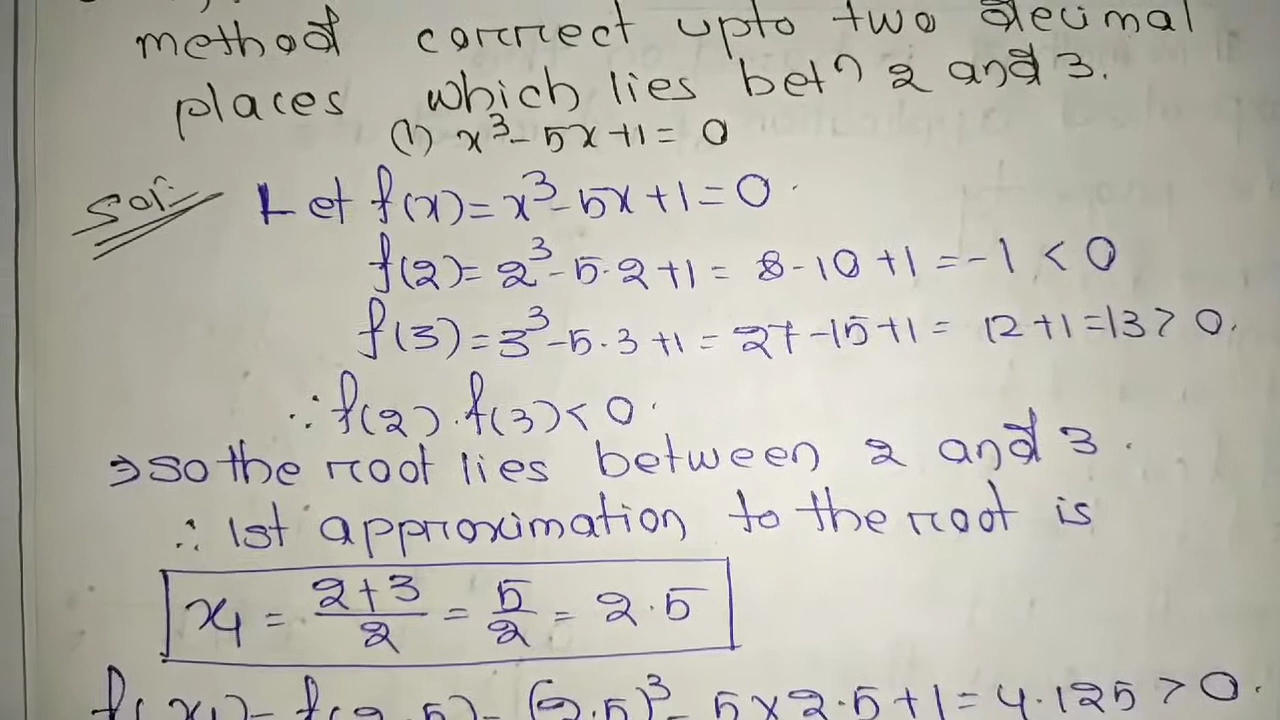 method correct upto two decimal
places which lies betn 2 and 3.
(1) x³-5x+1=0
Soln:- Let f(x)=x³-5x+1=0.
f(2)=2³-5·2+1=8-10+1=-1<0
f(3)=3³-5·3+1=27-15+1=12+1=13>0.
∵f(2).f(3)<0.
⇒so the root lies between 2 and 3.
∴ 1st approximation to the root is
x₁ = (2+3)/2 = 5/2 = 2.5
f(x₁)=f(2.5)=(2.5)³-5×2.5+1=4.125>0.